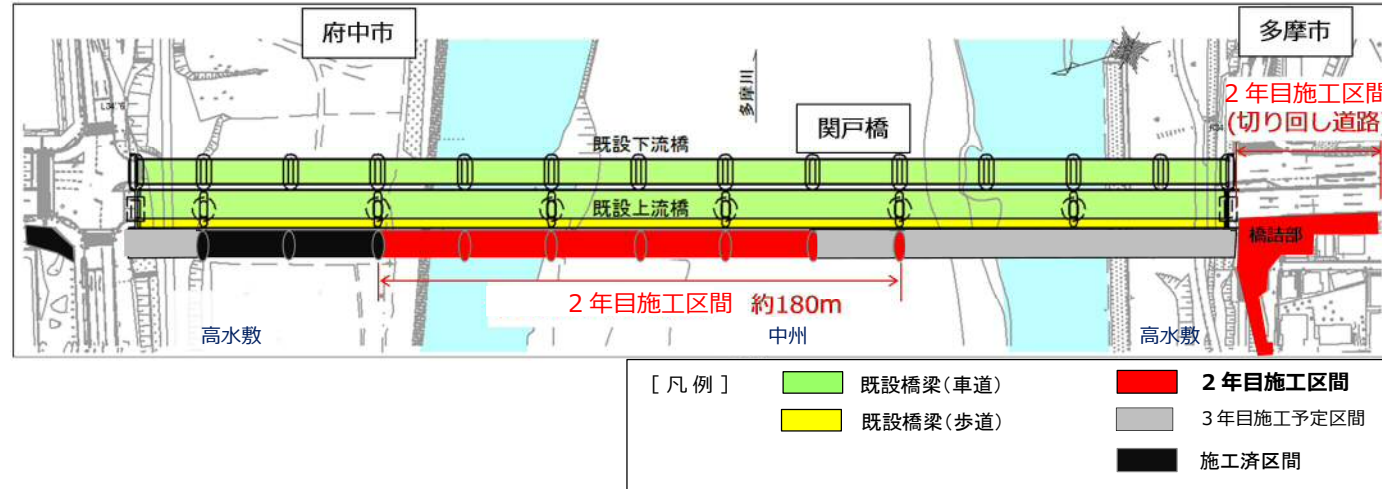 府中市
多摩市
多摩川
2年目施工区間
(切り回し道路
関戸橋
既設下流橋
既設上流橋
橋詰部
2年目施工区間 約180m
高水敷
中州
高水敷
[凡例]
既設橋梁(車道)
2年目施工区間
既設橋梁(歩道)
3年目施工予定区間
施工済区間